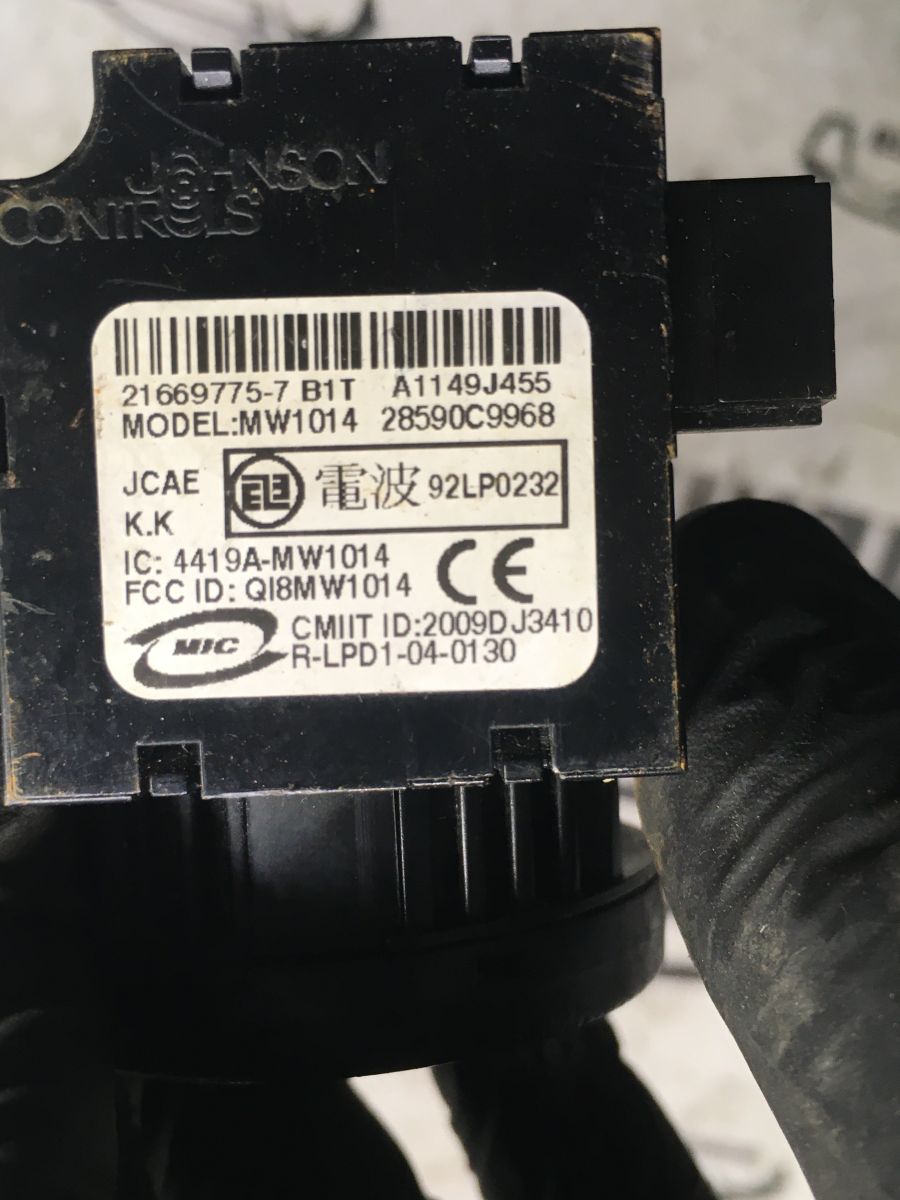 JOHNSON
CONTROLS
21669775-7 B1T A1149J455
MODEL:MW1014 28590C9968
JCAE
K.K
電波 92LP0232
IC: 4419A-MW1014
FCC ID: QI8MW1014
CE
MIC
CMIIT ID:2009DJ3410
R-LPD1-04-0130